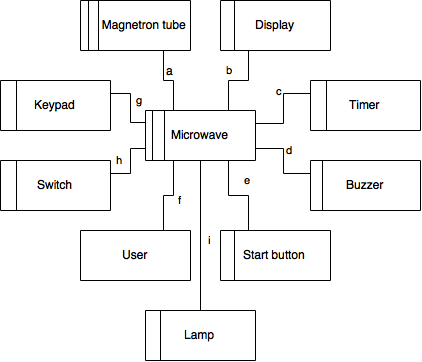 Magnetron tube
Display
a
b
c
Keypad
g
Timer
Microwave
h
d
Switch
Buzzer
e
f
User
i
Start button
Lamp